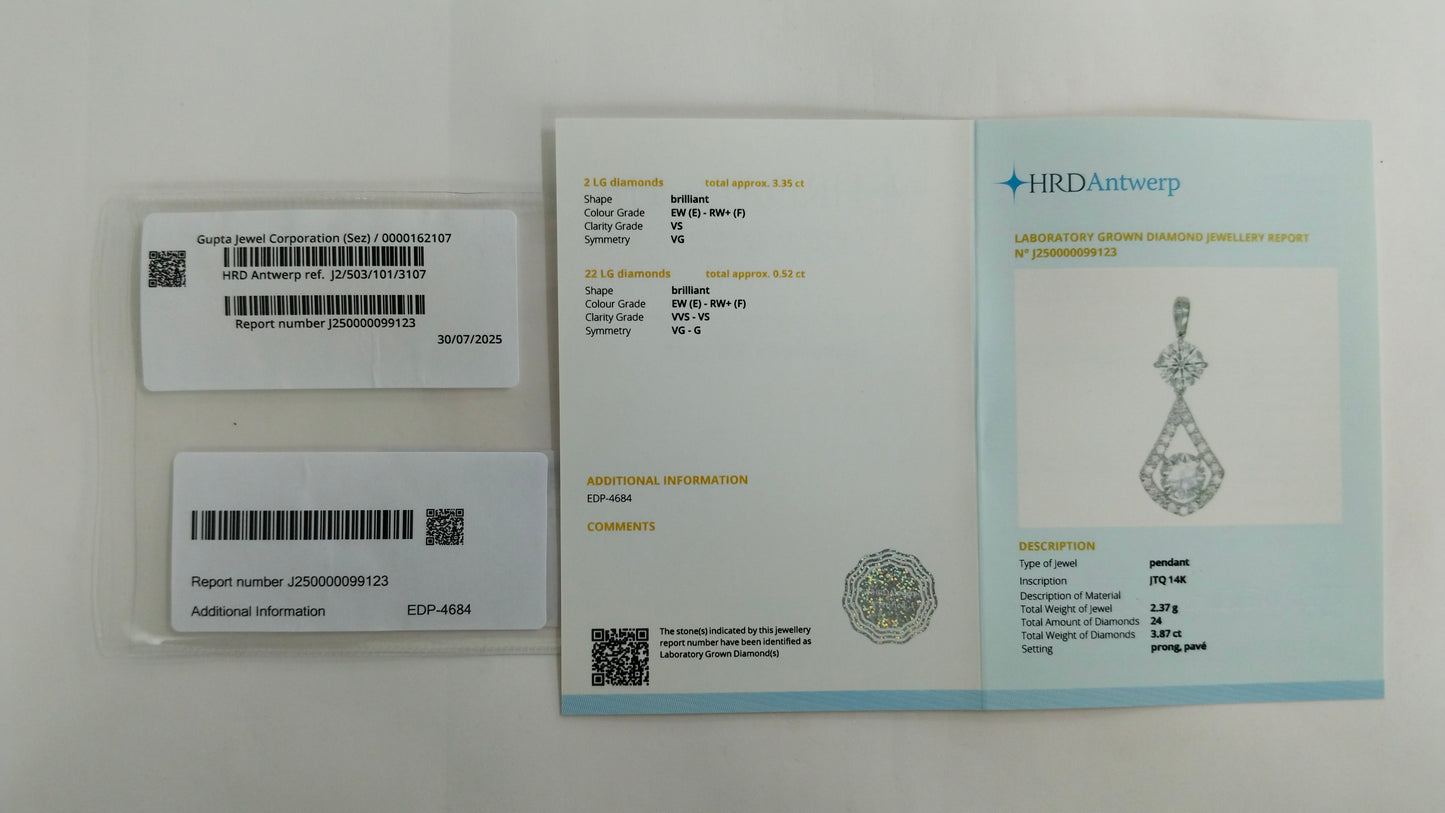 Gupta Jewel Corporation (Sez) / 0000162107
HRD Antwerp ref. J2/503/101/3107
Report number J250000099123
30/07/2025
Report number J250000099123
Additional Information EDP-4684
2 LG diamonds total approx. 3.35 ct
Shape brilliant
Colour Grade EW (E) - RW+ (F)
Clarity Grade VS
Symmetry VG
22 LG diamonds total approx. 0.52 ct
Shape brilliant
Colour Grade EW (E) - RW+ (F)
Clarity Grade VVS - VS
Symmetry VG - G
ADDITIONAL INFORMATION
EDP-4684
COMMENTS
The stone(s) indicated by this jewellery
report number have been identified as
Laboratory Grown Diamond(s)
HRDAntwerp
LABORATORY GROWN DIAMOND JEWELLERY REPORT
N° J250000099123
DESCRIPTION
Type of Jewel pendant
Inscription JTQ 14K
Description of Material
Total Weight of Jewel 2.37 g
Total Amount of Diamonds 24
Total Weight of Diamonds 3.87 ct
Setting prong, pavé